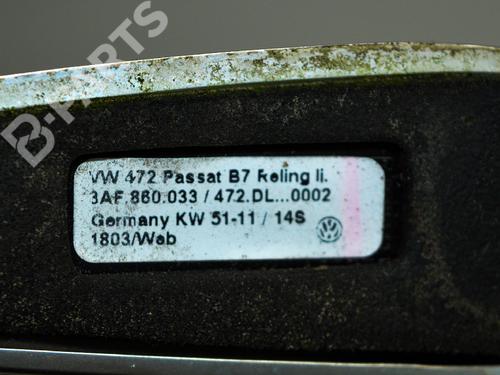 B-PARTS
VW 472 Passat B7 Reling li.
3AF.860.033 / 472.DL...0002
Germany KW 51-11 / 14S
1803/Web